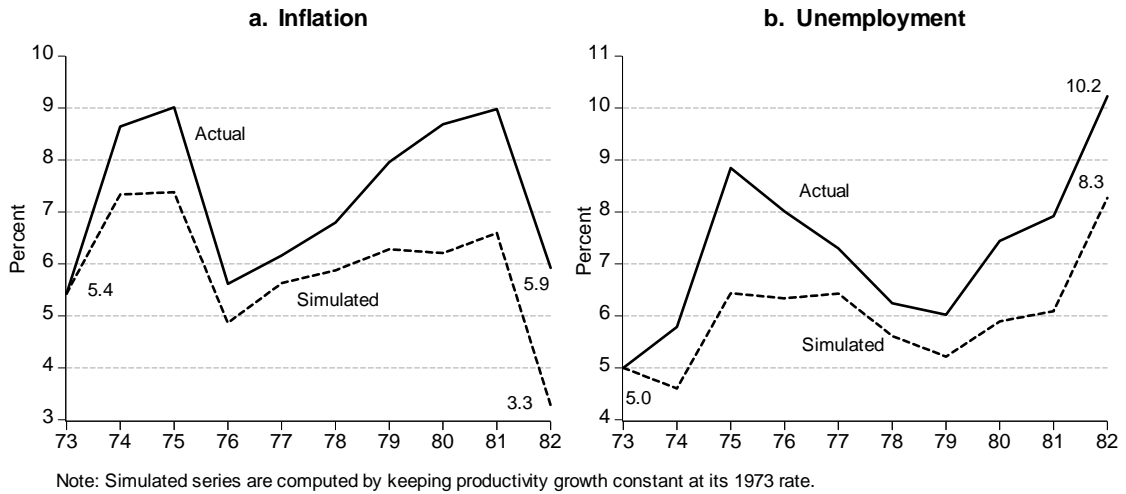 a. Inflation
10
9
8
7
6
5
4
3
Percent
Actual
Simulated
5.4
5.9
3.3
73 74 75 76 77 78 79 80 81 82
b. Unemployment
11
10
9
8
7
6
5
4
Percent
10.2
8.3
Actual
Simulated
5.0
73 74 75 76 77 78 79 80 81 82
Note: Simulated series are computed by keeping productivity growth constant at its 1973 rate.